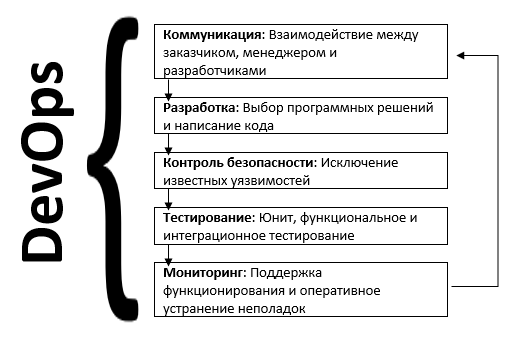 DevOps
Коммуникация: Взаимодействие между
заказчиком, менеджером и
разработчиками
Разработка: Выбор программных решений
и написание кода
Контроль безопасности: Исключение
известных уязвимостей
Тестирование: Юнит, функциональное и
интеграционное тестирование
Мониторинг: Поддержка
функционирования и оперативное
устранение неполадок